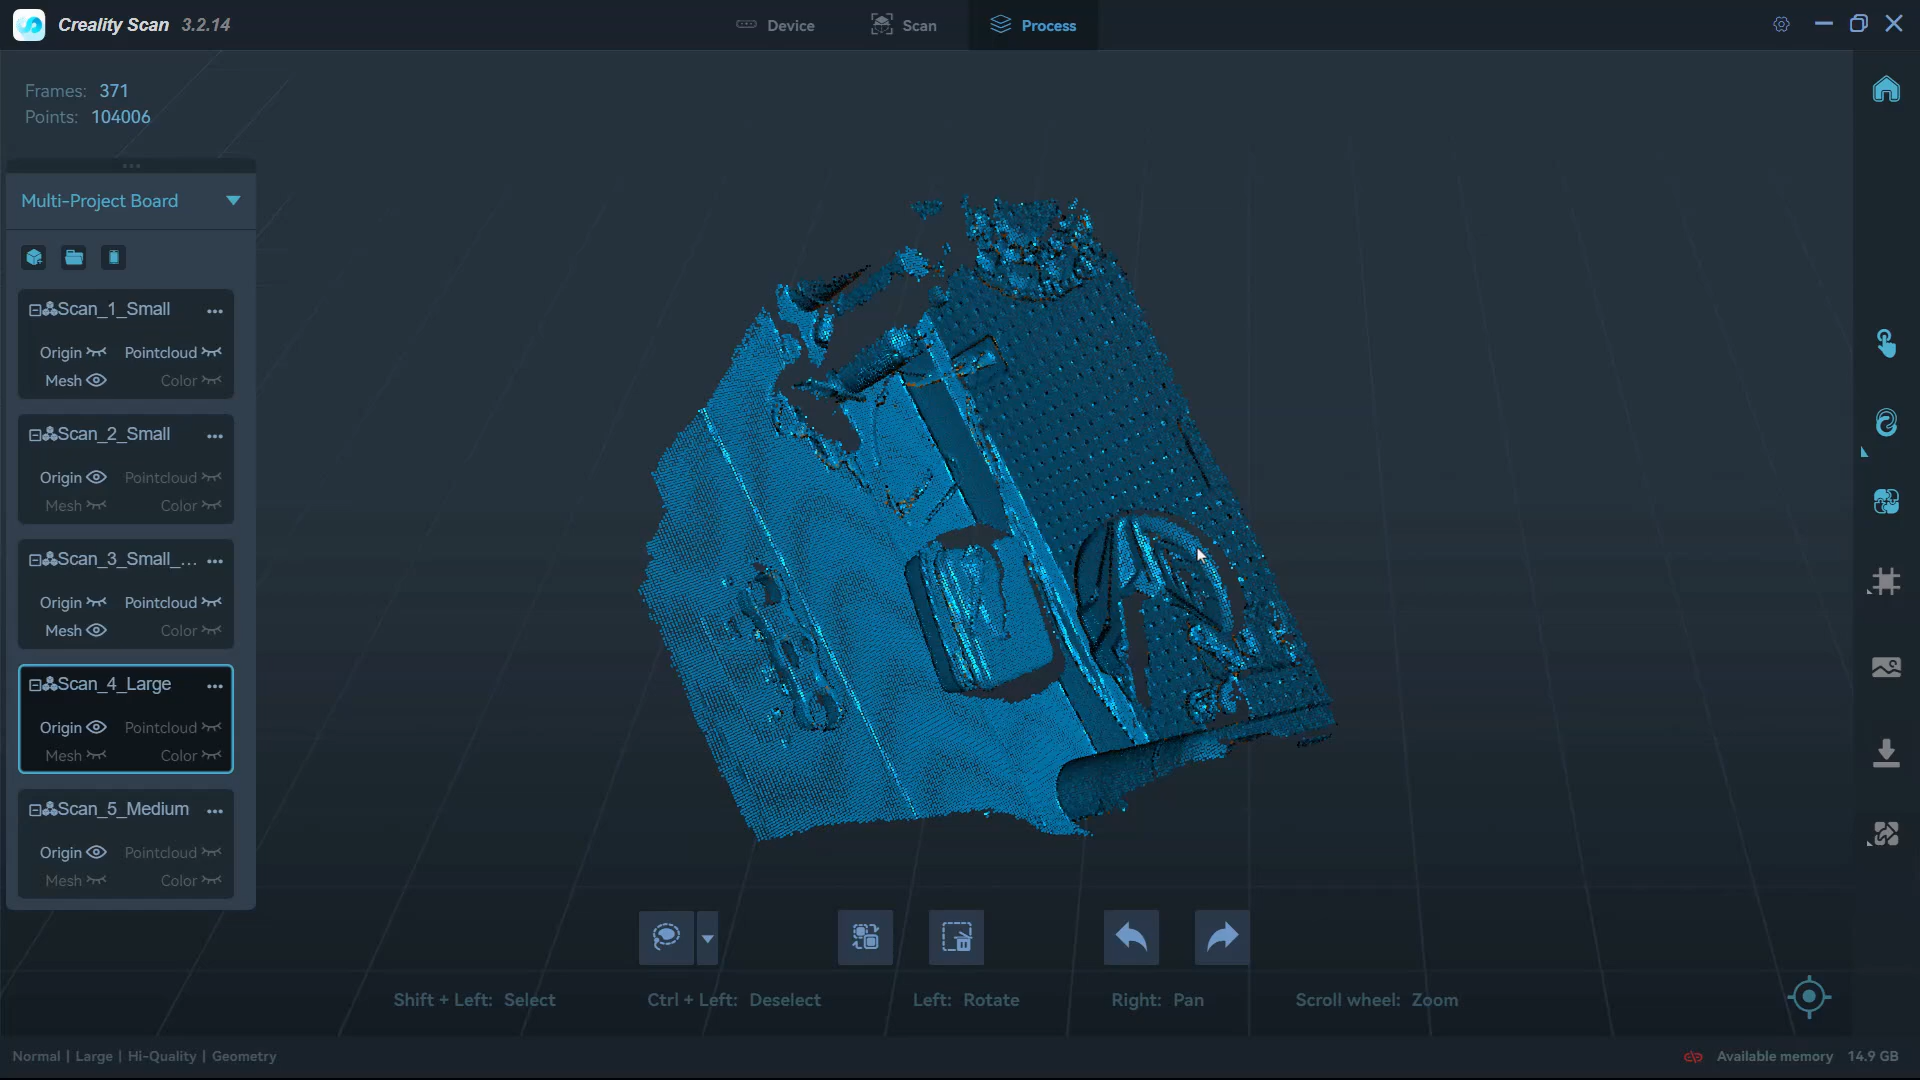 Creality Scan 3.2.14
Device
Scan
Process
Frames: 371
Points: 104006
Multi-Project Board
Scan_1_Small
Origin
Pointcloud
Mesh
Color
Scan_2_Small
Origin
Pointcloud
Mesh
Color
Scan_3_Small_...
Origin
Pointcloud
Mesh
Color
Scan_4_Large
Origin
Pointcloud
Mesh
Color
Scan_5_Medium
Origin
Pointcloud
Mesh
Color
Shift + Left: Select
Ctrl + Left: Deselect
Left: Rotate
Right: Pan
Scroll wheel: Zoom
Normal | Large | Hi-Quality | Geometry
Available memory 14.9 GB